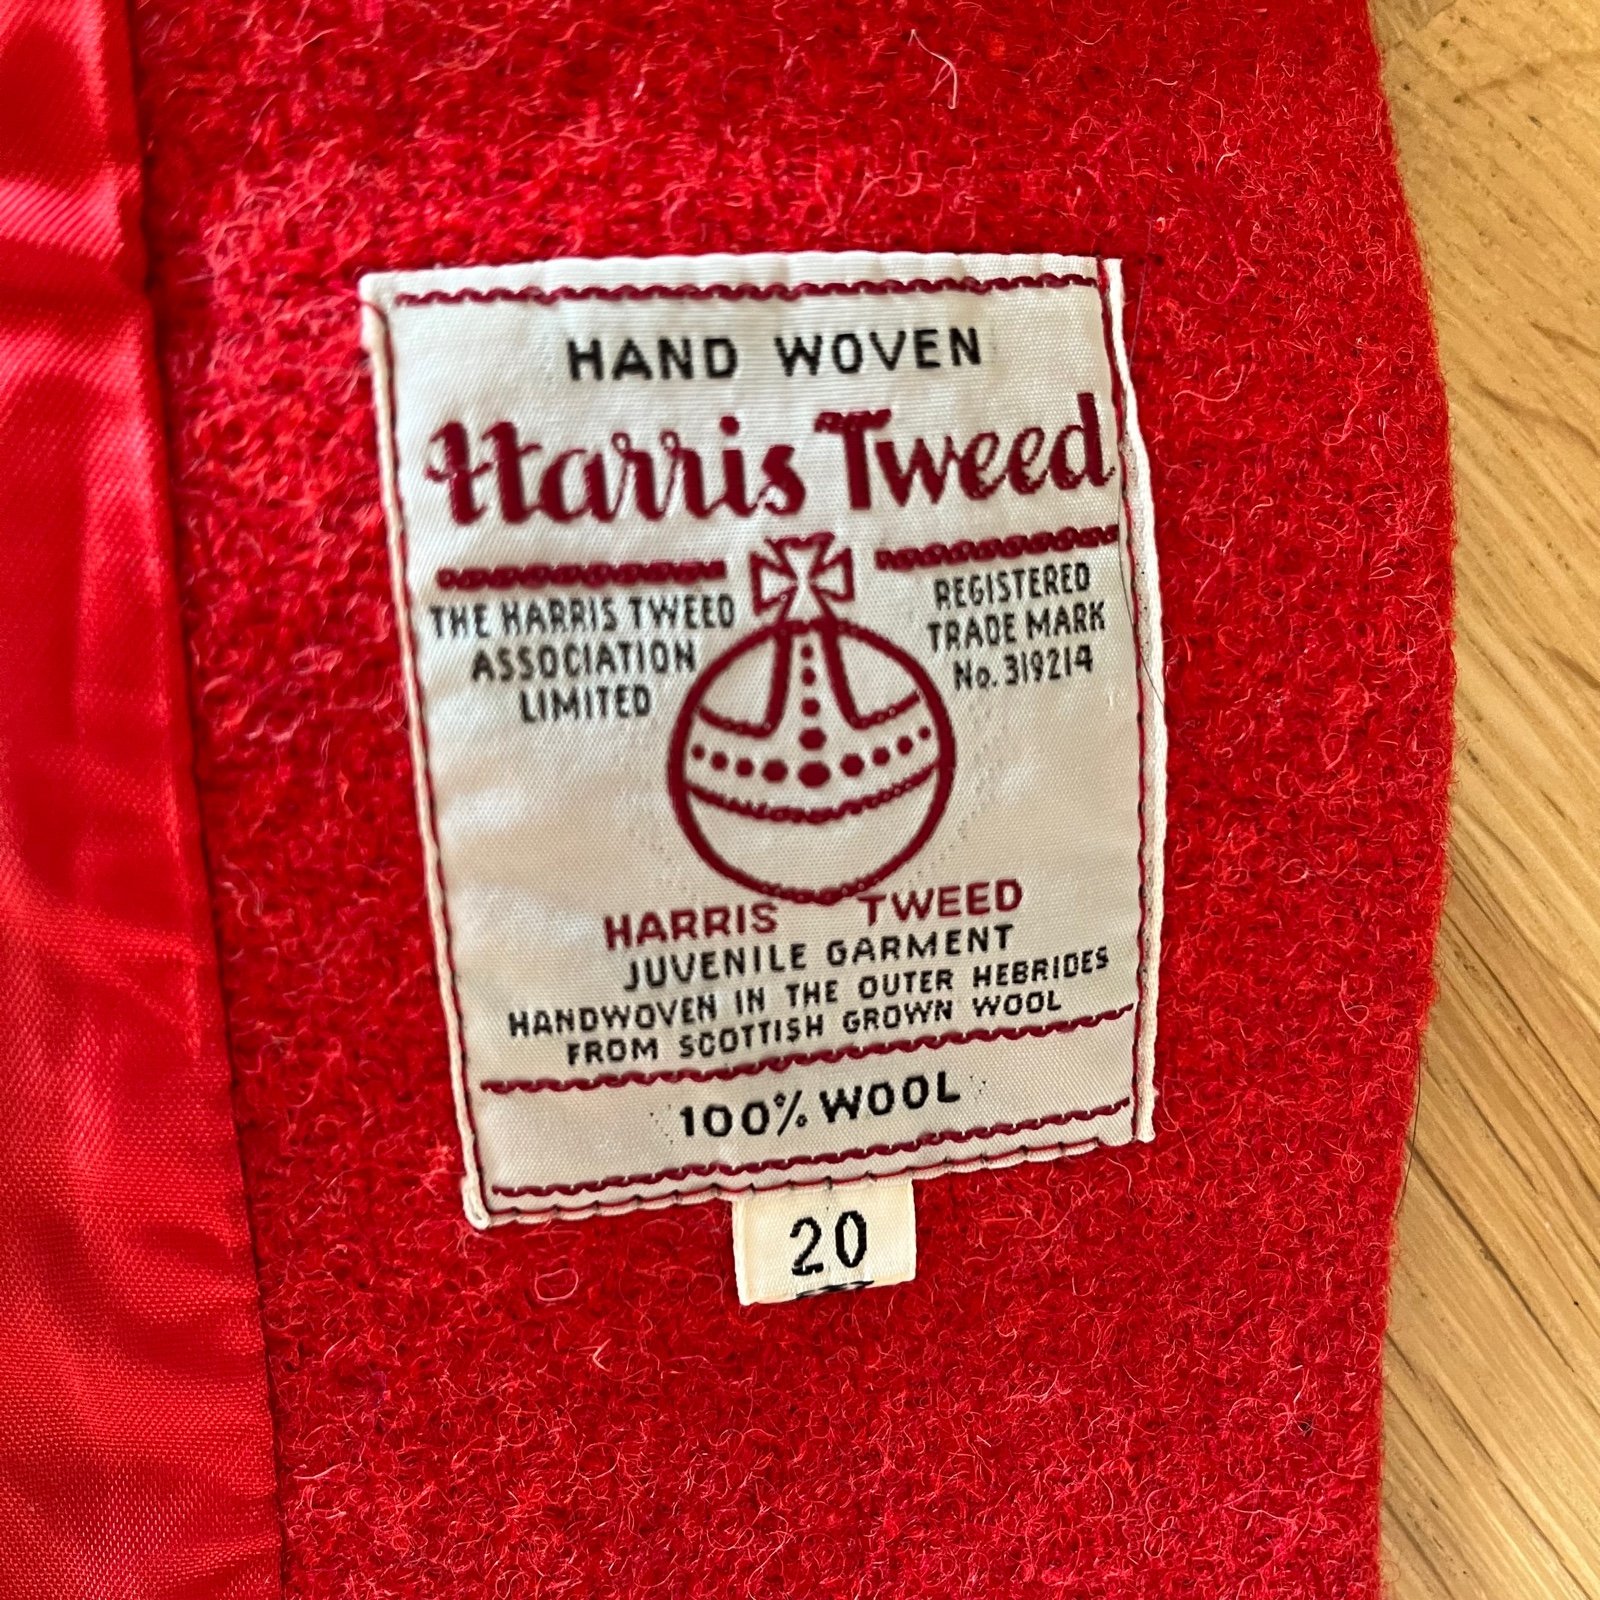 HAND WOVEN
Harris Tweed
THE HARRIS TWEED
ASSOCIATION
LIMITED
REGISTERED
TRADE MARK
No. 319214
HARRIS TWEED
JUVENILE GARMENT
HANDWOVEN IN THE OUTER HEBRIDES
FROM SCOTTISH GROWN WOOL
100% WOOL
20